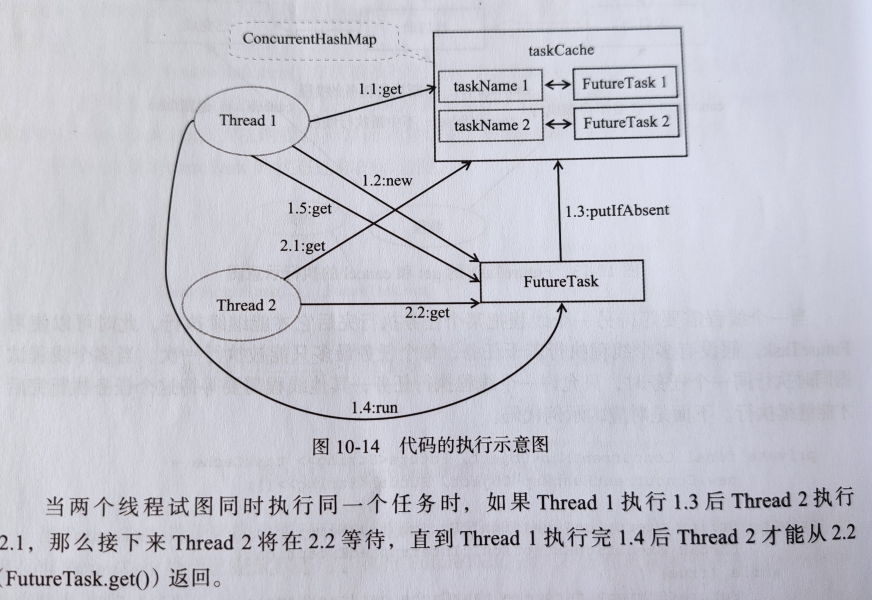 ConcurrentHashMap
taskCache
taskName 1
FutureTask 1
taskName 2
FutureTask 2
1.1:get
Thread 1
1.2:new
1.5:get
1.3:putIfAbsent
2.1:get
FutureTask
Thread 2
2.2:get
1.4:run
图 10-14 代码的执行示意图
当两个线程试图同时执行同一个任务时，如果 Thread 1 执行 1.3 后 Thread 2 执行
2.1，那么接下来 Thread 2 将在 2.2 等待，直到 Thread 1 执行完 1.4 后 Thread 2 才能从 2.2
（FutureTask.get()）返回。